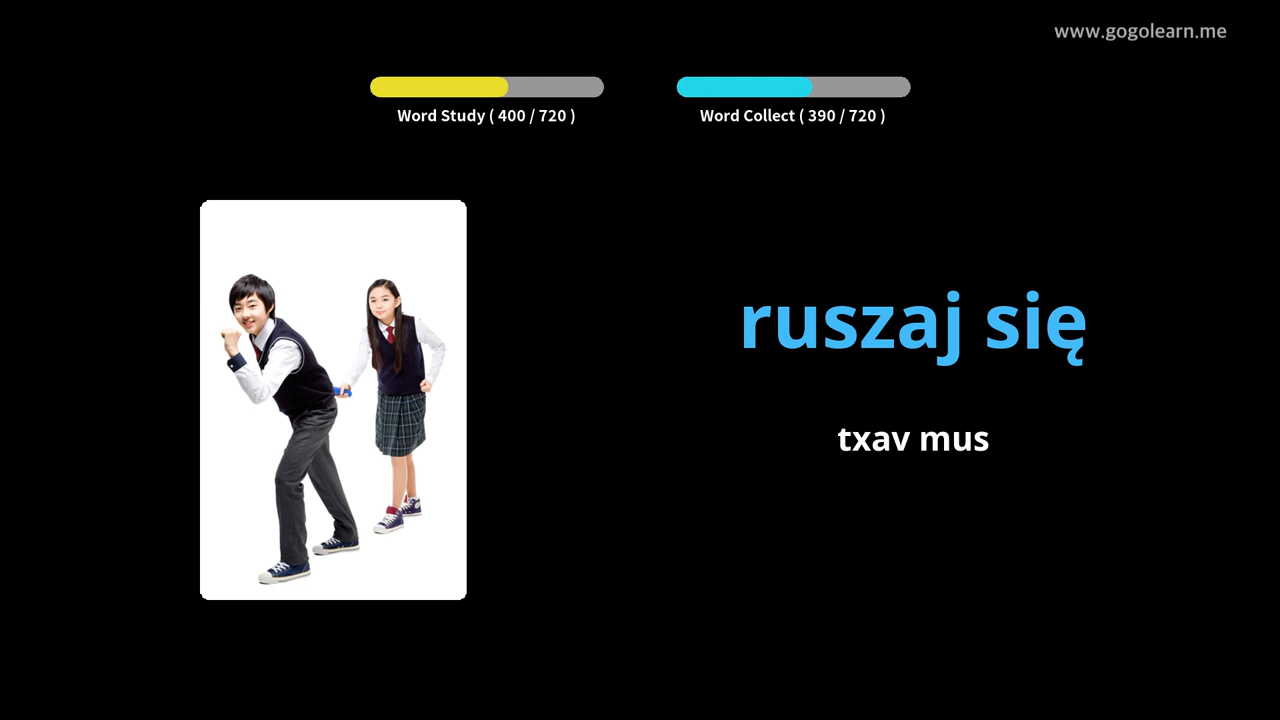 www.gogolearn.me
Word Study ( 400 / 720 )
Word Collect ( 390 / 720 )
ruszaj się
txav mus